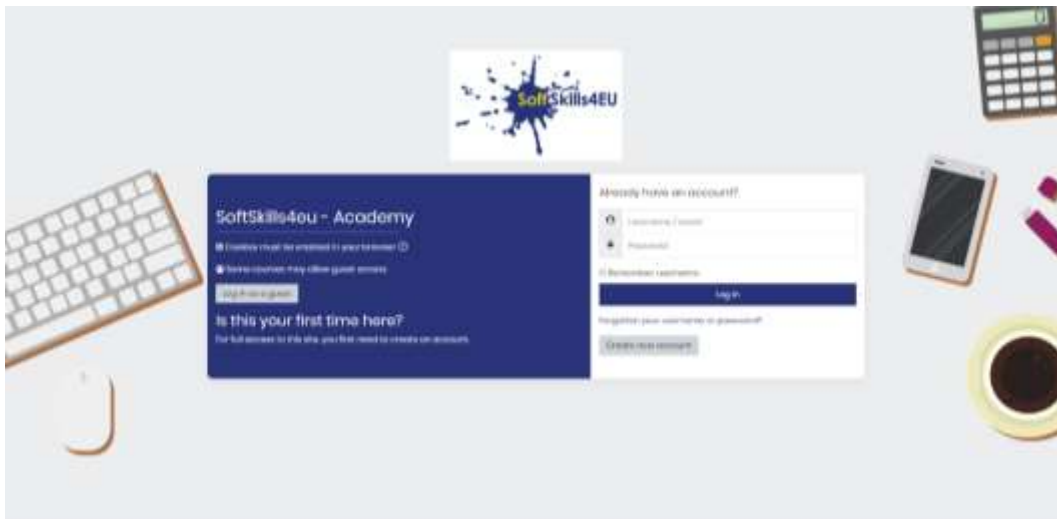 0
SoftSkills4EU
SoftSkills4eu - Academy
Cookies must be enabled in your browser
Some courses may allow guest access
Log in as a guest
Is this your first time here?
For full access to this site, you first need to create an account.
Already have an account?
Username / email
Password
Remember username
Log in
Forgotten your username or password?
Create new account